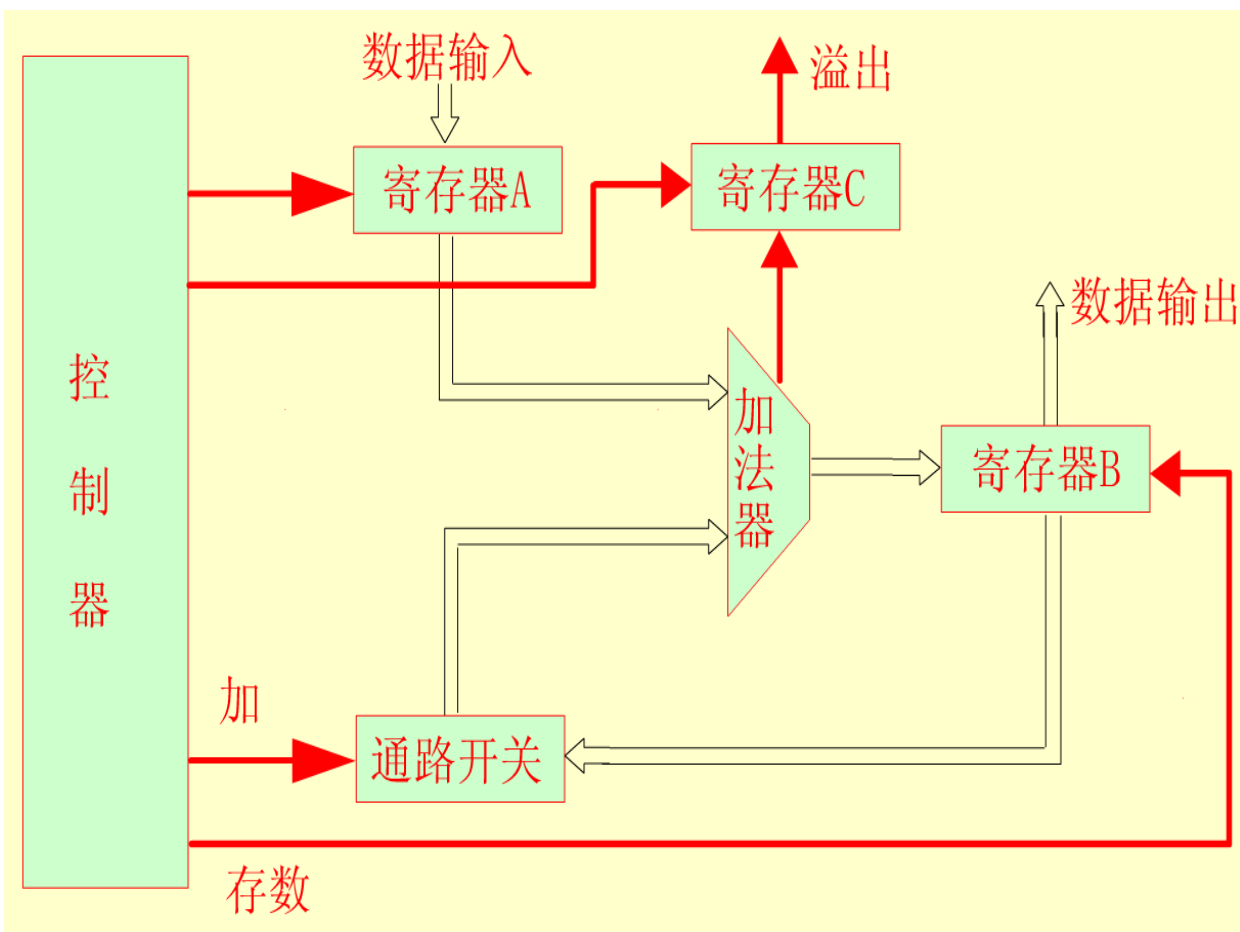 数据输入
溢出
寄存器A
寄存器C
数据输出
控
制
器
加
法
器
寄存器B
加
通路开关
存数